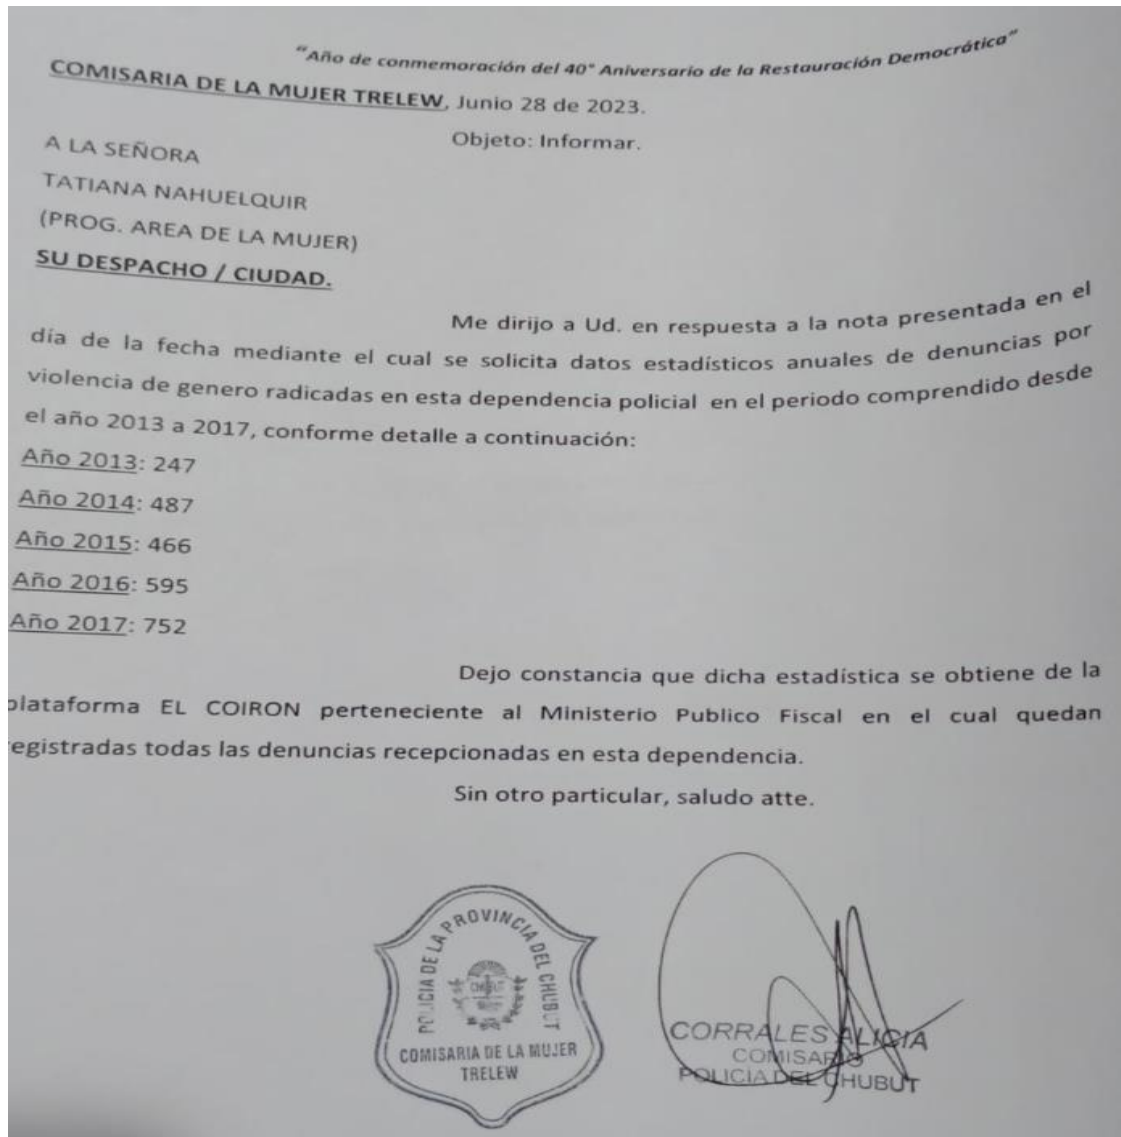 "Año de conmemoración del 40° Aniversario de la Restauración Democrática"
COMISARIA DE LA MUJER TRELEW, Junio 28 de 2023.
Objeto: Informar.
A LA SEÑORA
TATIANA NAHUELQUIR
(PROG. AREA DE LA MUJER)
SU DESPACHO / CIUDAD.
Me dirijo a Ud. en respuesta a la nota presentada en el
día de la fecha mediante el cual se solicita datos estadísticos anuales de denuncias por
violencia de genero radicadas en esta dependencia policial en el periodo comprendido desde
el año 2013 a 2017, conforme detalle a continuación:
Año 2013: 247
Año 2014: 487
Año 2015: 466
Año 2016: 595
Año 2017: 752
Dejo constancia que dicha estadística se obtiene de la
plataforma EL COIRON perteneciente al Ministerio Publico Fiscal en el cual quedan
registradas todas las denuncias recepcionadas en esta dependencia.
Sin otro particular, saludo atte.
POLICIA DE LA PROVINCIA DEL CHUBUT
CHUBUT
COMISARIA DE LA MUJER
TRELEW
CORRALES ALICIA
COMISARIO
POLICIA DEL CHUBUT